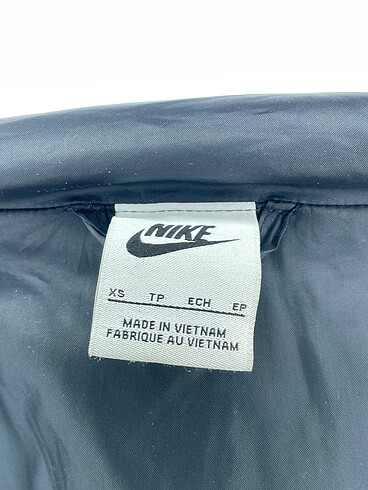 NIKE
XS TP ECH EP
MADE IN VIETNAM
FABRIQUE AU VIETNAM